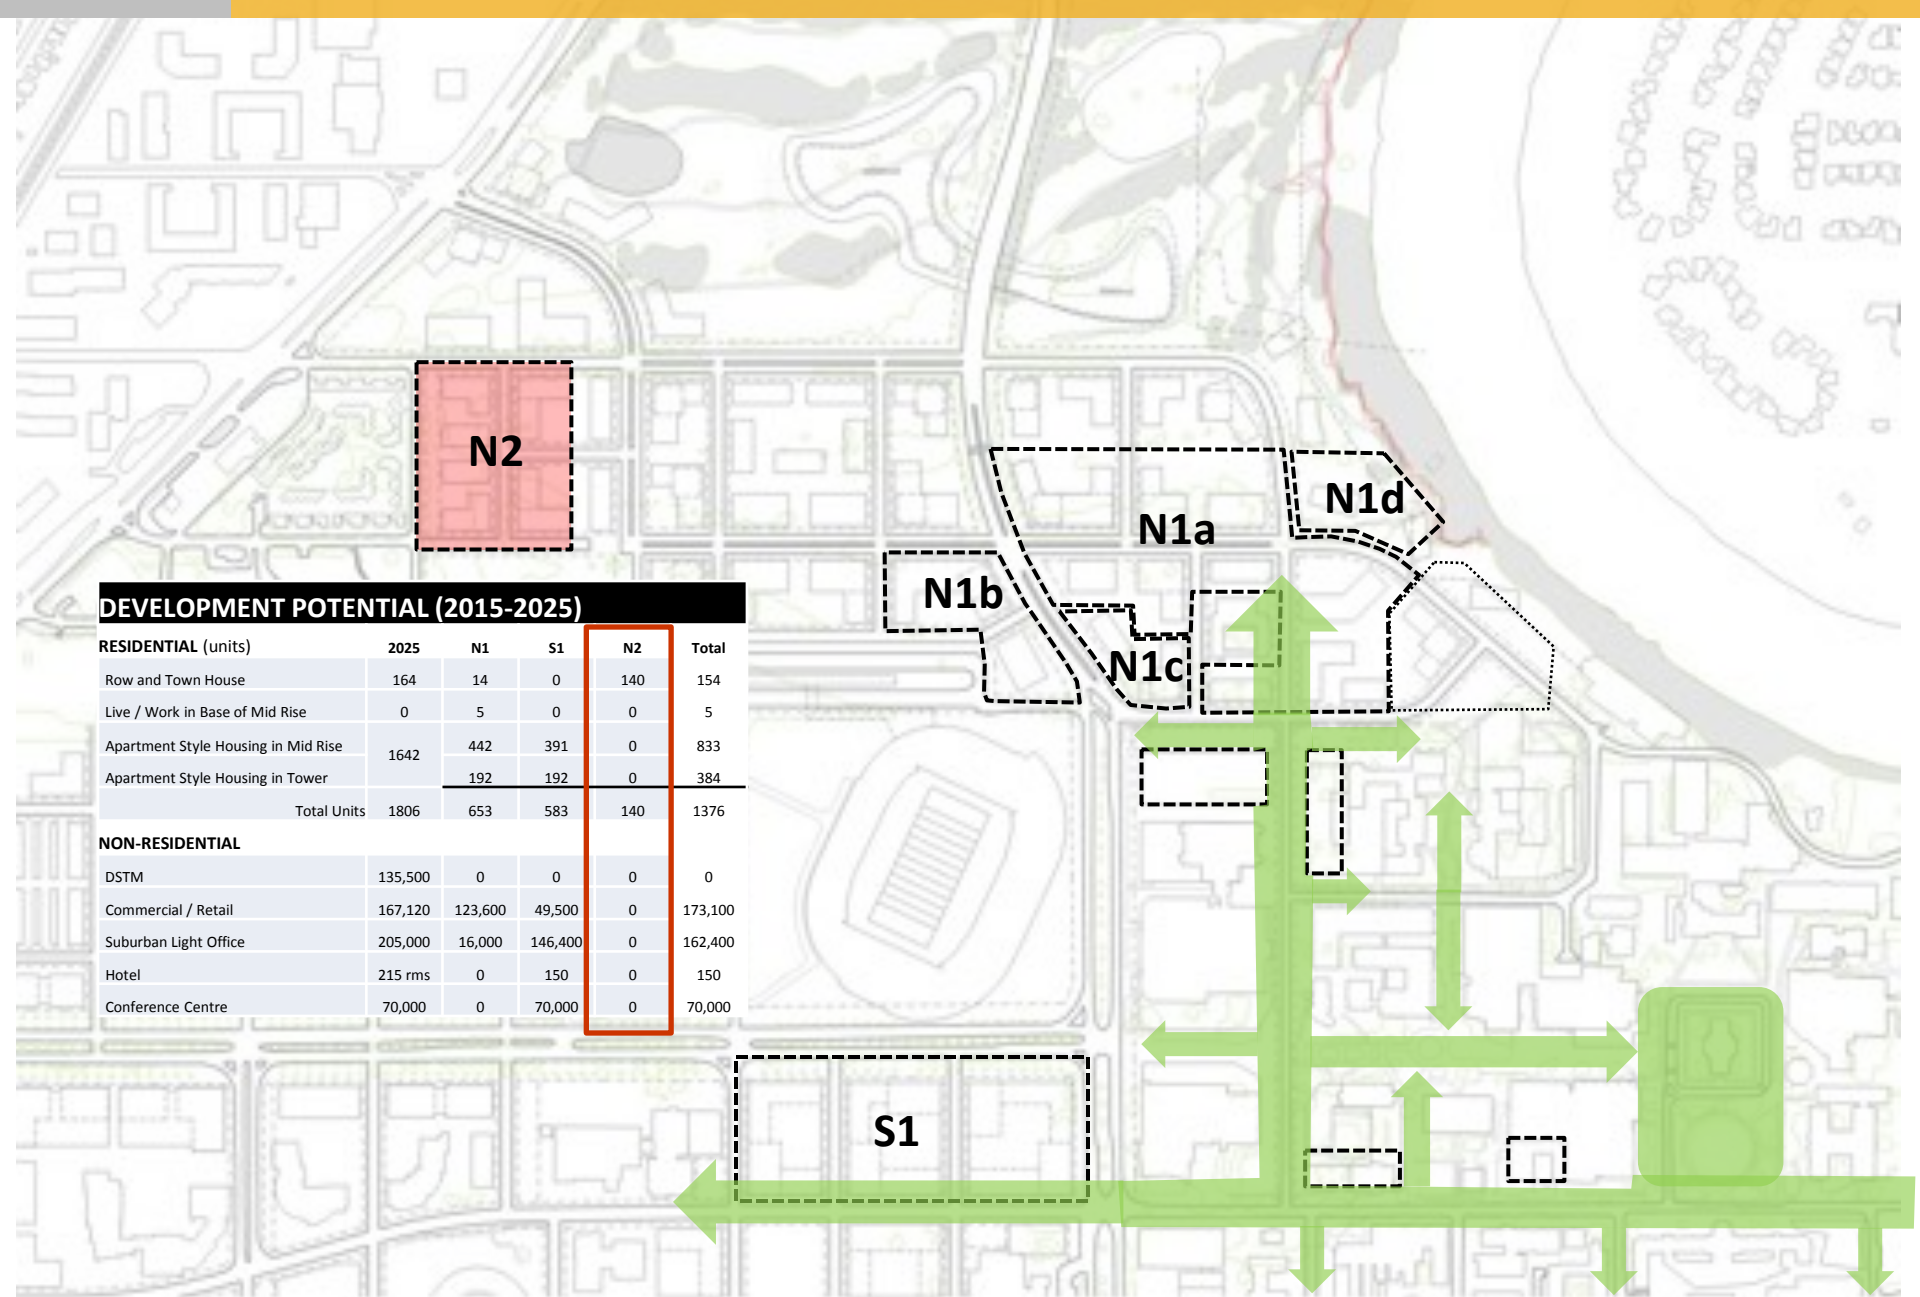 N2
N1d
N1a
N1b
N1c
DEVELOPMENT POTENTIAL (2015-2025)
RESIDENTIAL (units) 2025 N1 S1 N2 Total
Row and Town House 164 14 0 140 154
Live / Work in Base of Mid Rise 0 5 0 0 5
Apartment Style Housing in Mid Rise 1642 442 391 0 833
Apartment Style Housing in Tower 192 192 0 384
Total Units 1806 653 583 140 1376
NON-RESIDENTIAL
DSTM 135,500 0 0 0 0
Commercial / Retail 167,120 123,600 49,500 0 173,100
Suburban Light Office 205,000 16,000 146,400 0 162,400
Hotel 215 rms 0 150 0 150
Conference Centre 70,000 0 70,000 0 70,000
S1